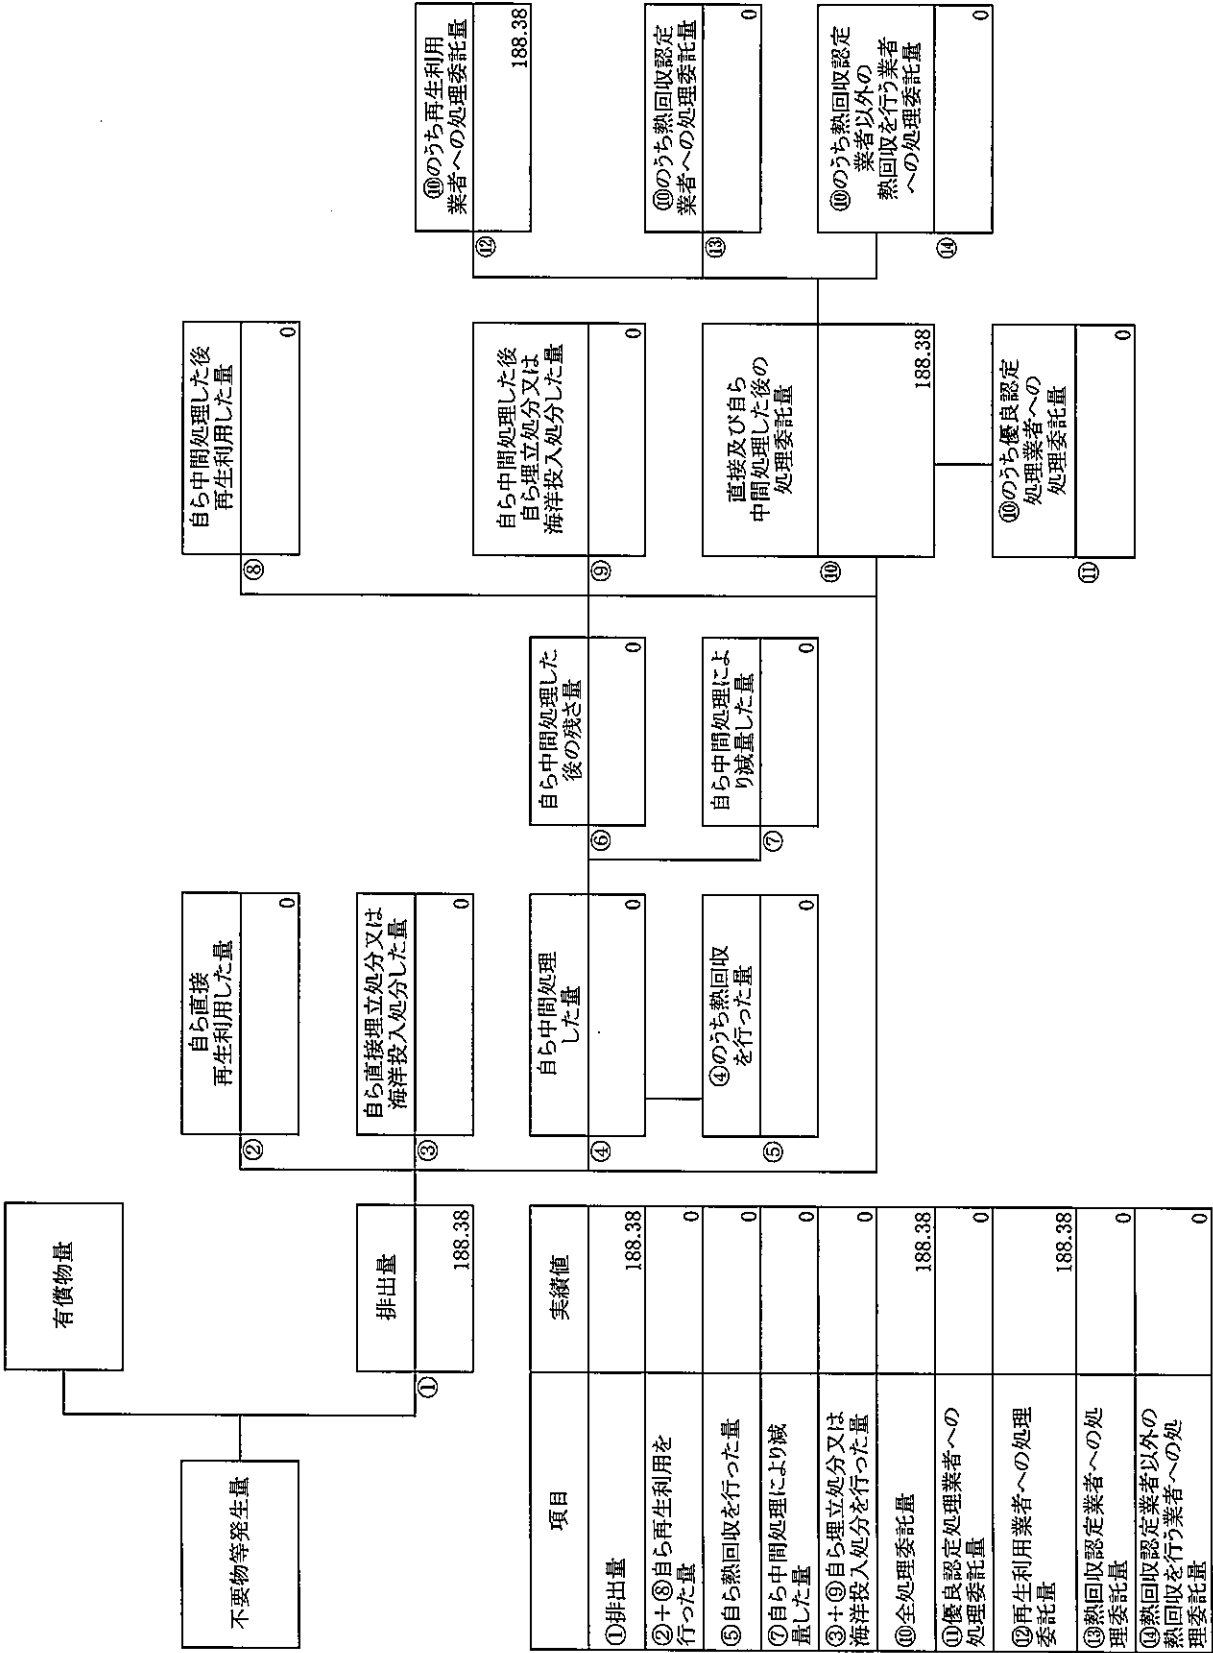 不要物等発生量
有償物量
排出量
①
188.38
自ら直接
再生利用した量
②
0
自ら直接埋立処分又は
海洋投入処分した量
③
0
自ら中間処理
した量
④
0
④のうち熱回収
を行った量
⑤
0
自ら中間処理した
後の残さ量
⑥
0
自ら中間処理によ
り減量した量
⑦
0
自ら中間処理した後
再生利用した量
⑧
0
自ら中間処理した後
自ら埋立処分又は
海洋投入処分した量
⑨
0
直接及び自ら
中間処理した後の
処理委託量
⑩
188.38
⑩のうち優良認定
処理業者への
処理委託量
⑪
0
⑩のうち再生利用
業者への処理委託量
⑫
188.38
⑩のうち熱回収認定
業者への処理委託量
⑬
0
⑩のうち熱回収認定
業者以外の
熱回収を行う業者
への処理委託量
⑭
0
項目 実績値
①排出量 188.38
②+⑧自ら再生利用を
行った量 0
⑤自ら熱回収を行った量 0
⑦自ら中間処理により減
量した量 0
③+⑨自ら埋立処分又は
海洋投入処分を行った量 0
⑩全処理委託量 188.38
⑪優良認定処理業者への
処理委託量 0
⑫再生利用業者への処理
委託量 188.38
⑬熱回収認定業者への処
理委託量 0
⑭熱回収認定業者以外の
熱回収を行う業者への処
理委託量 0